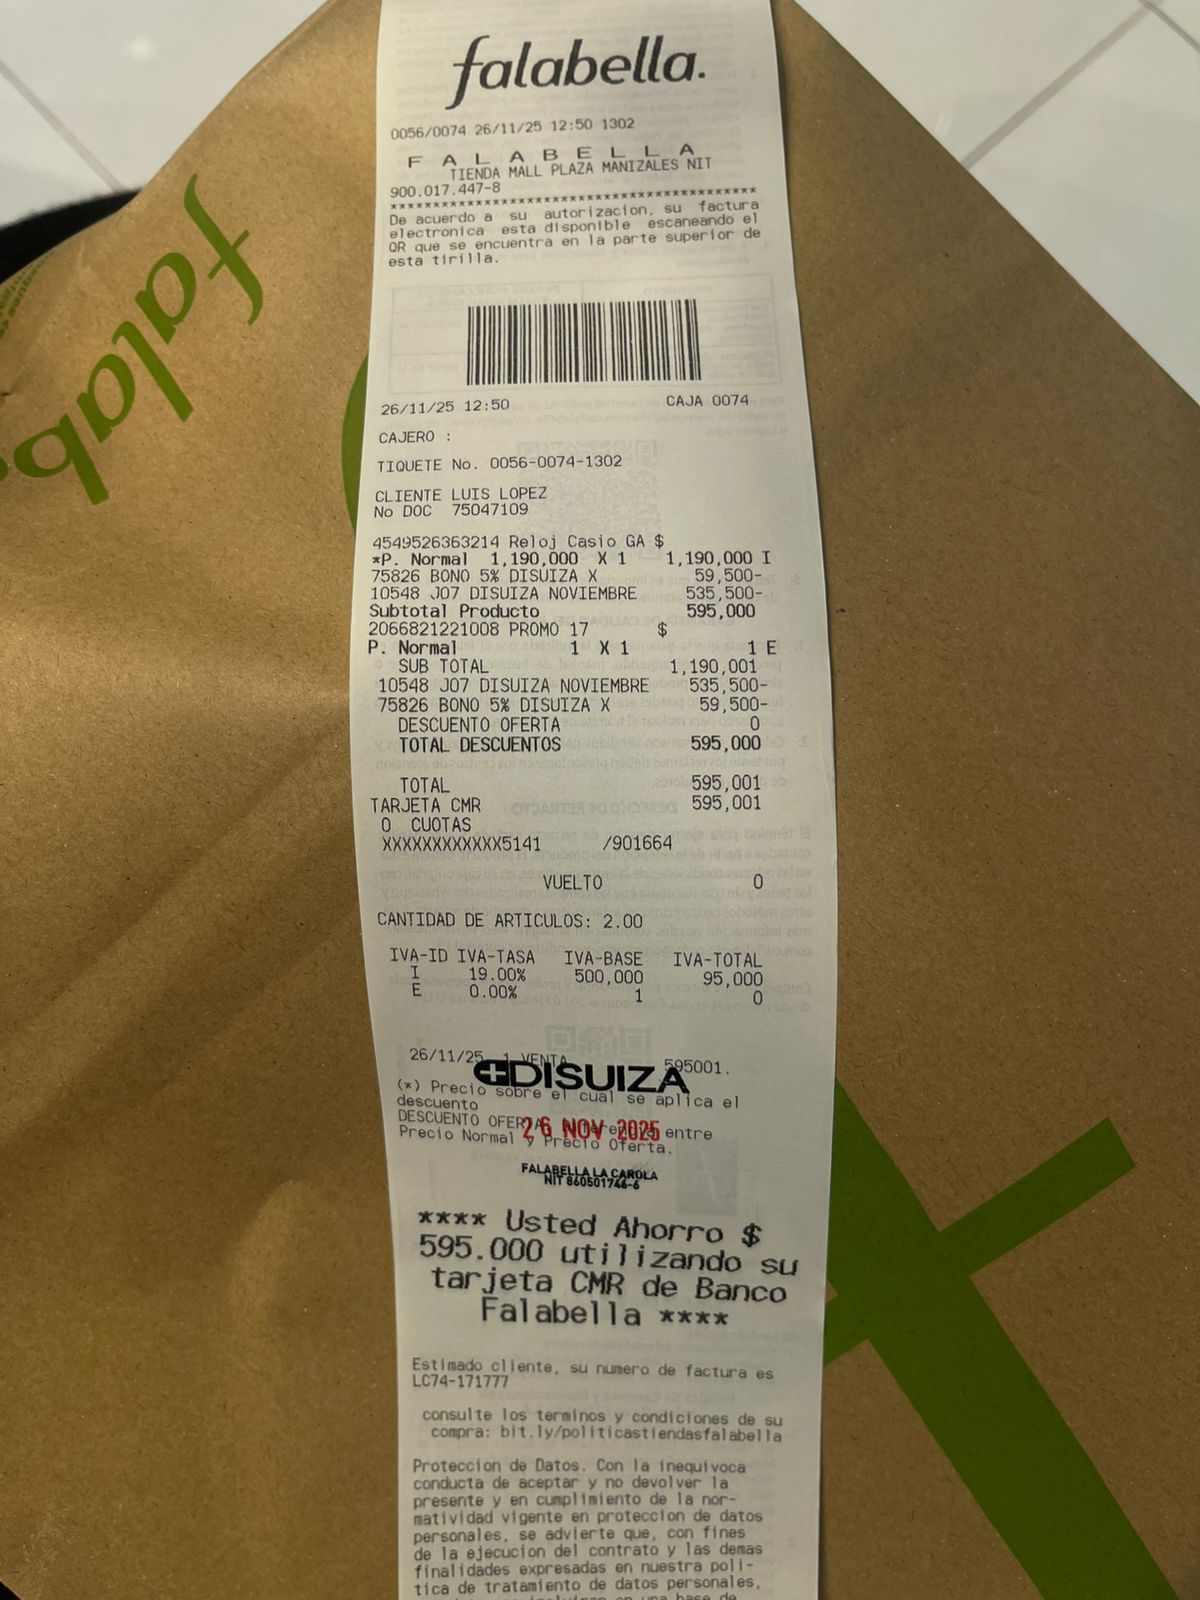 falabella.
0056/0074 26/11/25 12:50 1302
F A L A B E L L A
TIENDA MALL PLAZA MANIZALES NIT
900.017.447-8
*******************************************
De acuerdo a su autorizacion, su factura
electronica esta disponible escaneando el
QR que se encuentra en la parte superior de
esta tirilla.
26/11/25 12:50 CAJA 0074
CAJERO :
TIQUETE No. 0056-0074-1302
CLIENTE LUIS LOPEZ
No DOC 75047109
4549526363214 Reloj Casio GA $
*P. Normal 1,190,000 X 1 1,190,000 I
75826 BONO 5% DISUIZA X 59,500-
10548 J07 DISUIZA NOVIEMBRE 535,500-
Subtotal Producto 595,000
2066821221008 PROMO 17 $
P. Normal 1 X 1 1 E
SUB TOTAL 1,190,001
10548 J07 DISUIZA NOVIEMBRE 535,500-
75826 BONO 5% DISUIZA X 59,500-
DESCUENTO OFERTA 0
TOTAL DESCUENTOS 595,000
TOTAL 595,001
TARJETA CMR 595,001
0 CUOTAS
XXXXXXXXXXXX5141 /901664
VUELTO 0
CANTIDAD DE ARTICULOS: 2.00
IVA-ID IVA-TASA IVA-BASE IVA-TOTAL
I 19.00% 500,000 95,000
E 0.00% 1 0
26/11/25 1 VENTA 595001.
DISUIZA
(*) Precio sobre el cual se aplica el
descuento
DESCUENTO OFERTA entre
26 NOV 2025
Precio Normal y Precio Oferta.
FALABELLA LA CAROLA
NIT 860501746-6
**** Usted Ahorro $
595.000 utilizando su
tarjeta CMR de Banco
Falabella ****
Estimado cliente, su numero de factura es
LC74-171777
consulte los terminos y condiciones de su
compra: bit.ly/politicastiendasfalabella
Proteccion de Datos. Con la inequivoca
conducta de aceptar y no devolver la
presente y en cumplimiento de la nor-
matividad vigente en proteccion de datos
personales, se advierte que, con fines
de la ejecucion del contrato y las demas
finalidades expresadas en nuestra poli-
tica de tratamiento de datos personales,
falab